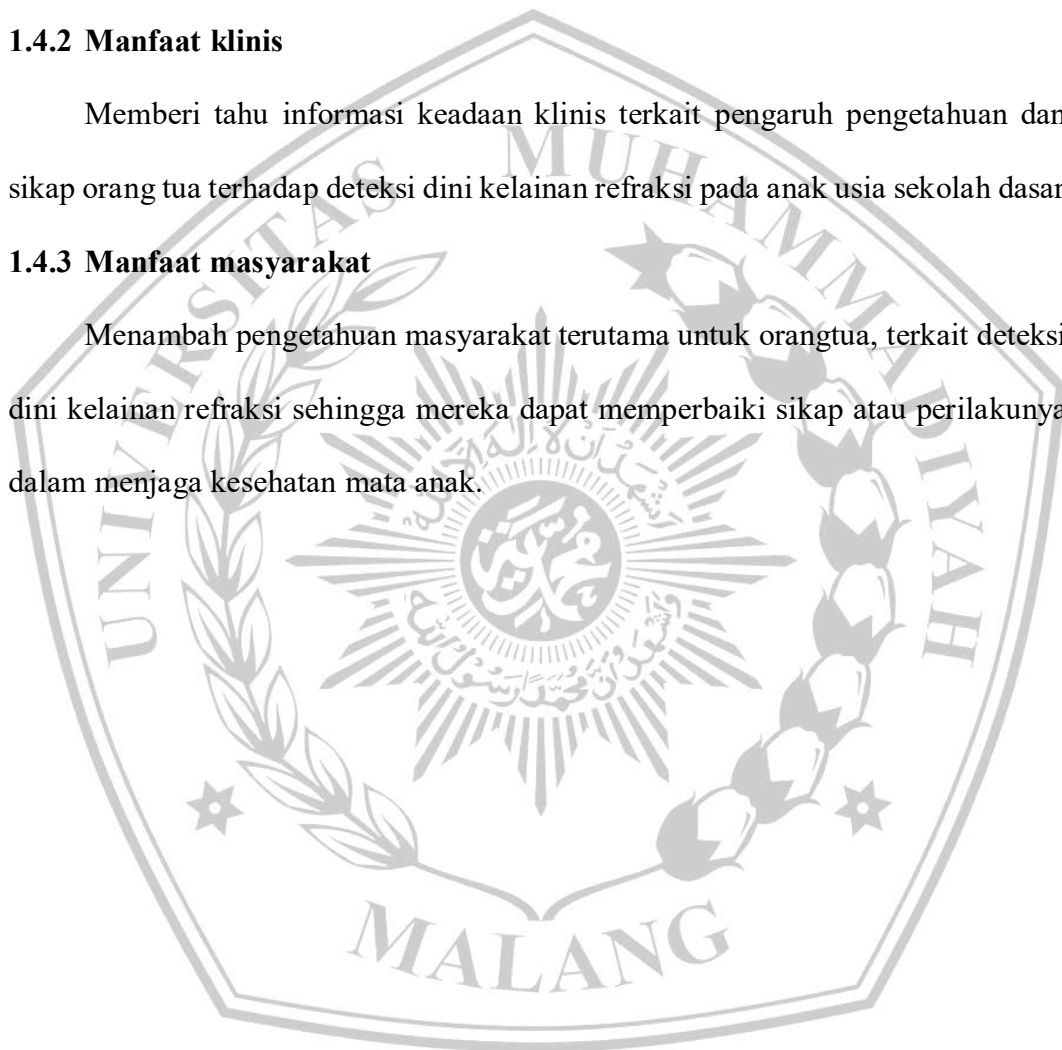 1.4.2 Manfaat klinis
Memberi tahu informasi keadaan klinis terkait pengaruh pengetahuan dan
sikap orang tua terhadap deteksi dini kelainan refraksi pada anak usia sekolah dasar
1.4.3 Manfaat masyarakat
Menambah pengetahuan masyarakat terutama untuk orangtua, terkait deteksi
dini kelainan refraksi sehingga mereka dapat memperbaiki sikap atau perilakunya
dalam menjaga kesehatan mata anak.
UNIVERSITAS MUHAMMADIYAH
MALANG